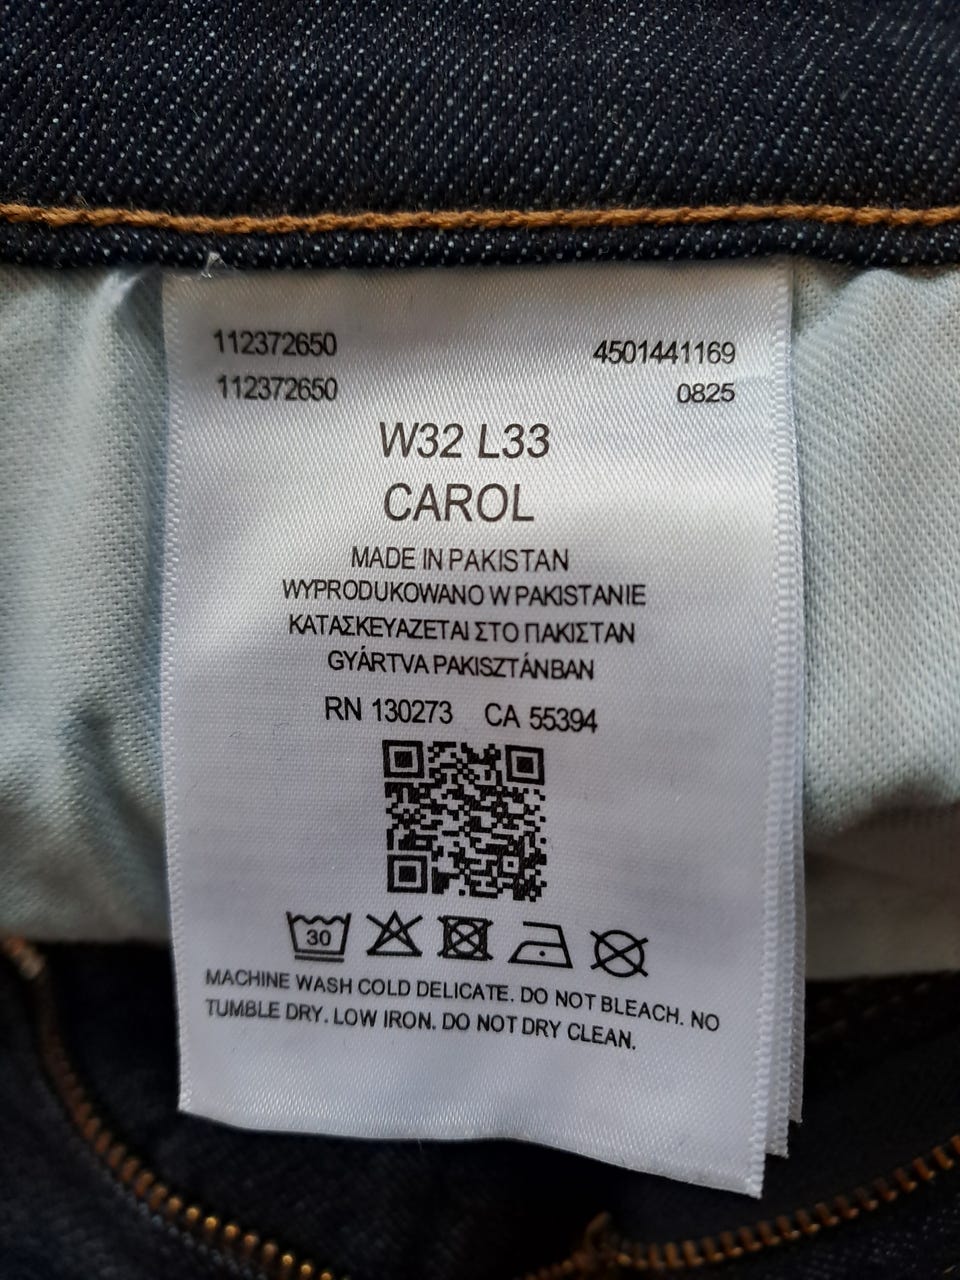 112372650 4501441169
112372650 0825
W32 L33
CAROL
MADE IN PAKISTAN
WYPRODUKOWANO W PAKISTANIE
ΚΑΤΑΣΚΕΥΑΖΕΤΑΙ ΣΤΟ ΠΑΚΙΣΤΑΝ
GYÁRTVA PAKISZTÁNBAN
RN 130273 CA 55394
30
MACHINE WASH COLD DELICATE. DO NOT BLEACH. NO
TUMBLE DRY. LOW IRON. DO NOT DRY CLEAN.